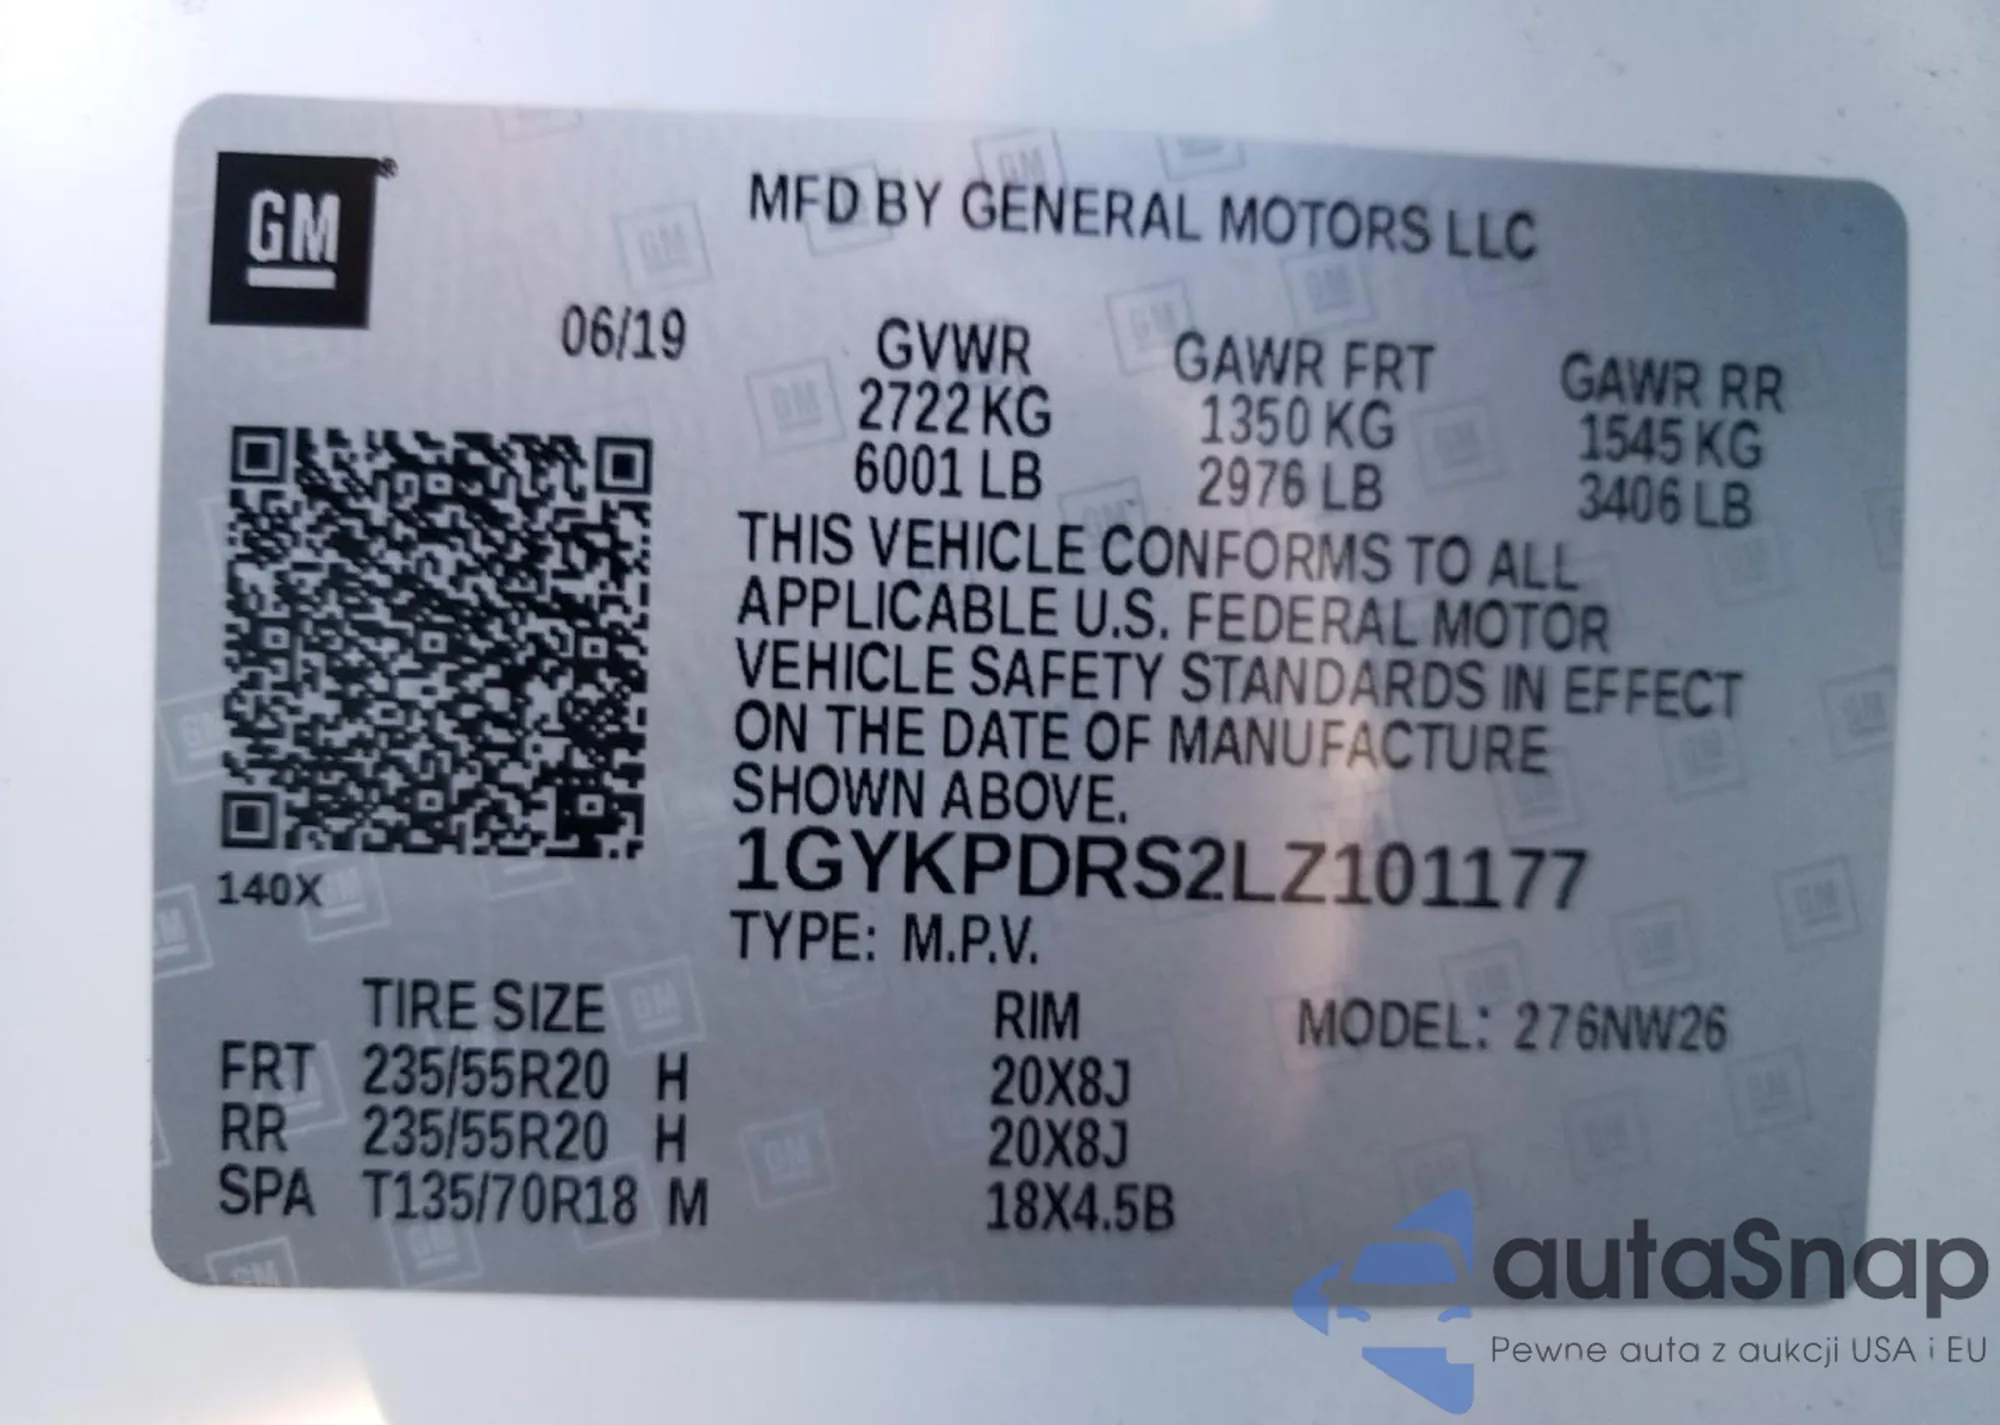 GM®
MFD BY GENERAL MOTORS LLC
06/19
GVWR GAWR FRT GAWR RR
2722 KG 1350 KG 1545 KG
6001 LB 2976 LB 3406 LB
THIS VEHICLE CONFORMS TO ALL
APPLICABLE U.S. FEDERAL MOTOR
VEHICLE SAFETY STANDARDS IN EFFECT
ON THE DATE OF MANUFACTURE
SHOWN ABOVE.
140X
1GYKPDRS2LZ101177
TYPE: M.P.V.
TIRE SIZE RIM MODEL: 276NW26
FRT 235/55R20 H 20X8J
RR 235/55R20 H 20X8J
SPA T135/70R18 M 18X4.5B
autaSnap
Pewne auta z aukcji USA i EU